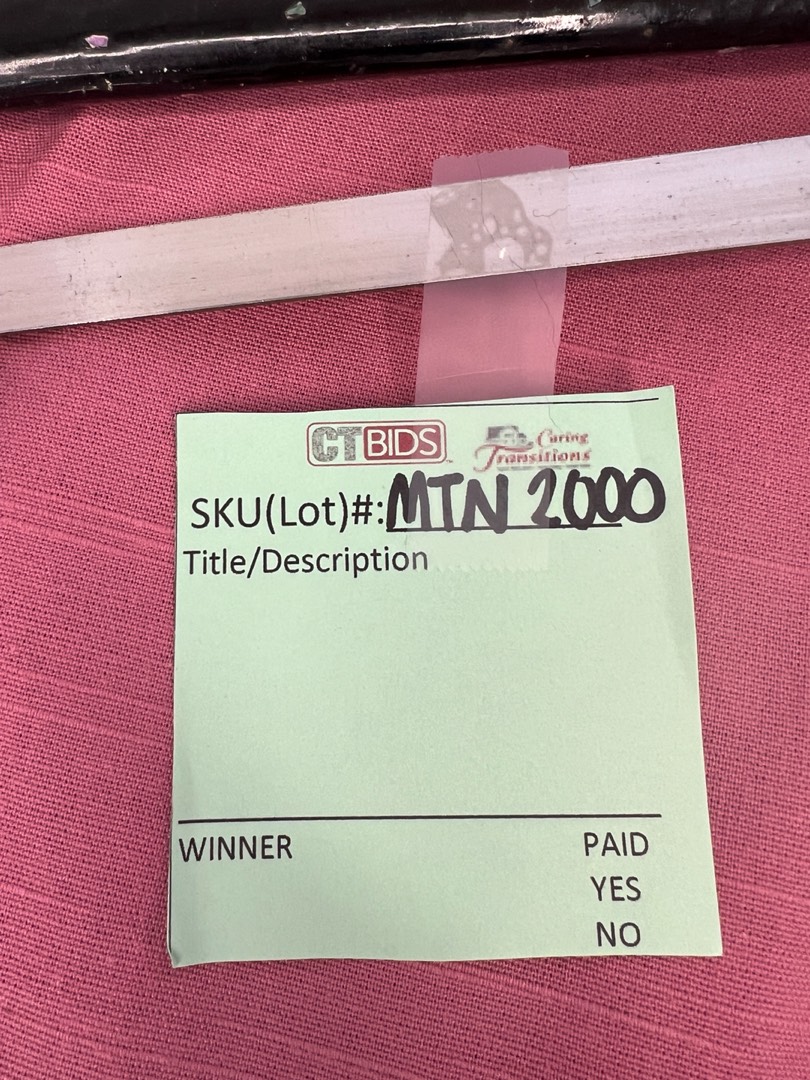 CTBIDS Caring Transitions
SKU(Lot)#: MTN 2000
Title/Description
WINNER PAID
YES
NO